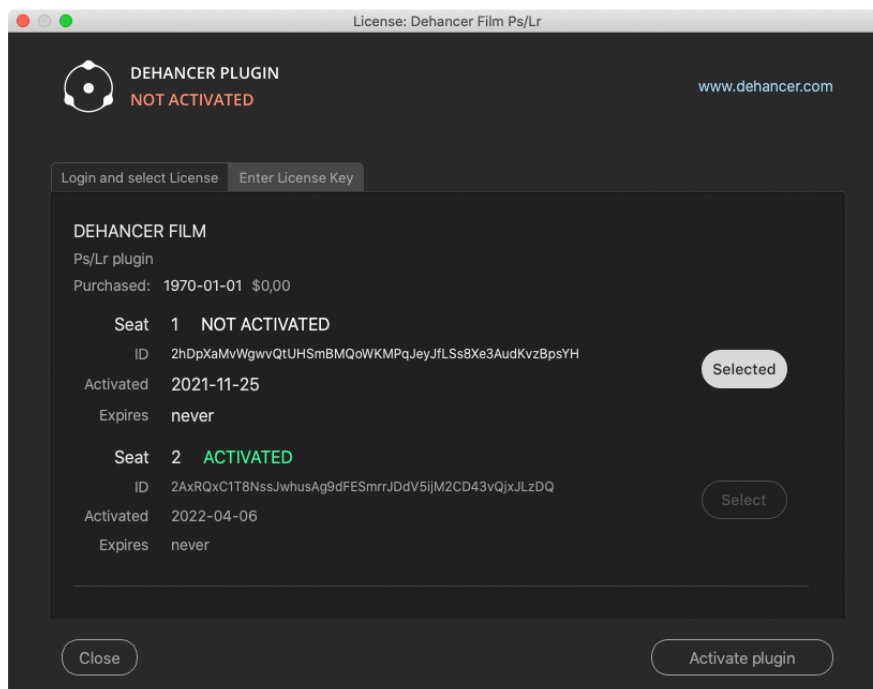 License: Dehancer Film Ps/Lr
DEHANCER PLUGIN
NOT ACTIVATED
www.dehancer.com
Login and select License Enter License Key
DEHANCER FILM
Ps/Lr plugin
Purchased: 1970-01-01 $0,00
Seat 1 NOT ACTIVATED
ID 2hDpXaMvWgwvQtUHSmBMQoWKMPqJeyJfLSs8Xe3AudKvzBpsYH
Selected
Activated 2021-11-25
Expires never
Seat 2 ACTIVATED
ID 2AxRQxC1T8NssJwhusAg9dFESmrrJDdV5ijM2CD43vQjxJLzDQ
Select
Activated 2022-04-06
Expires never
Close Activate plugin